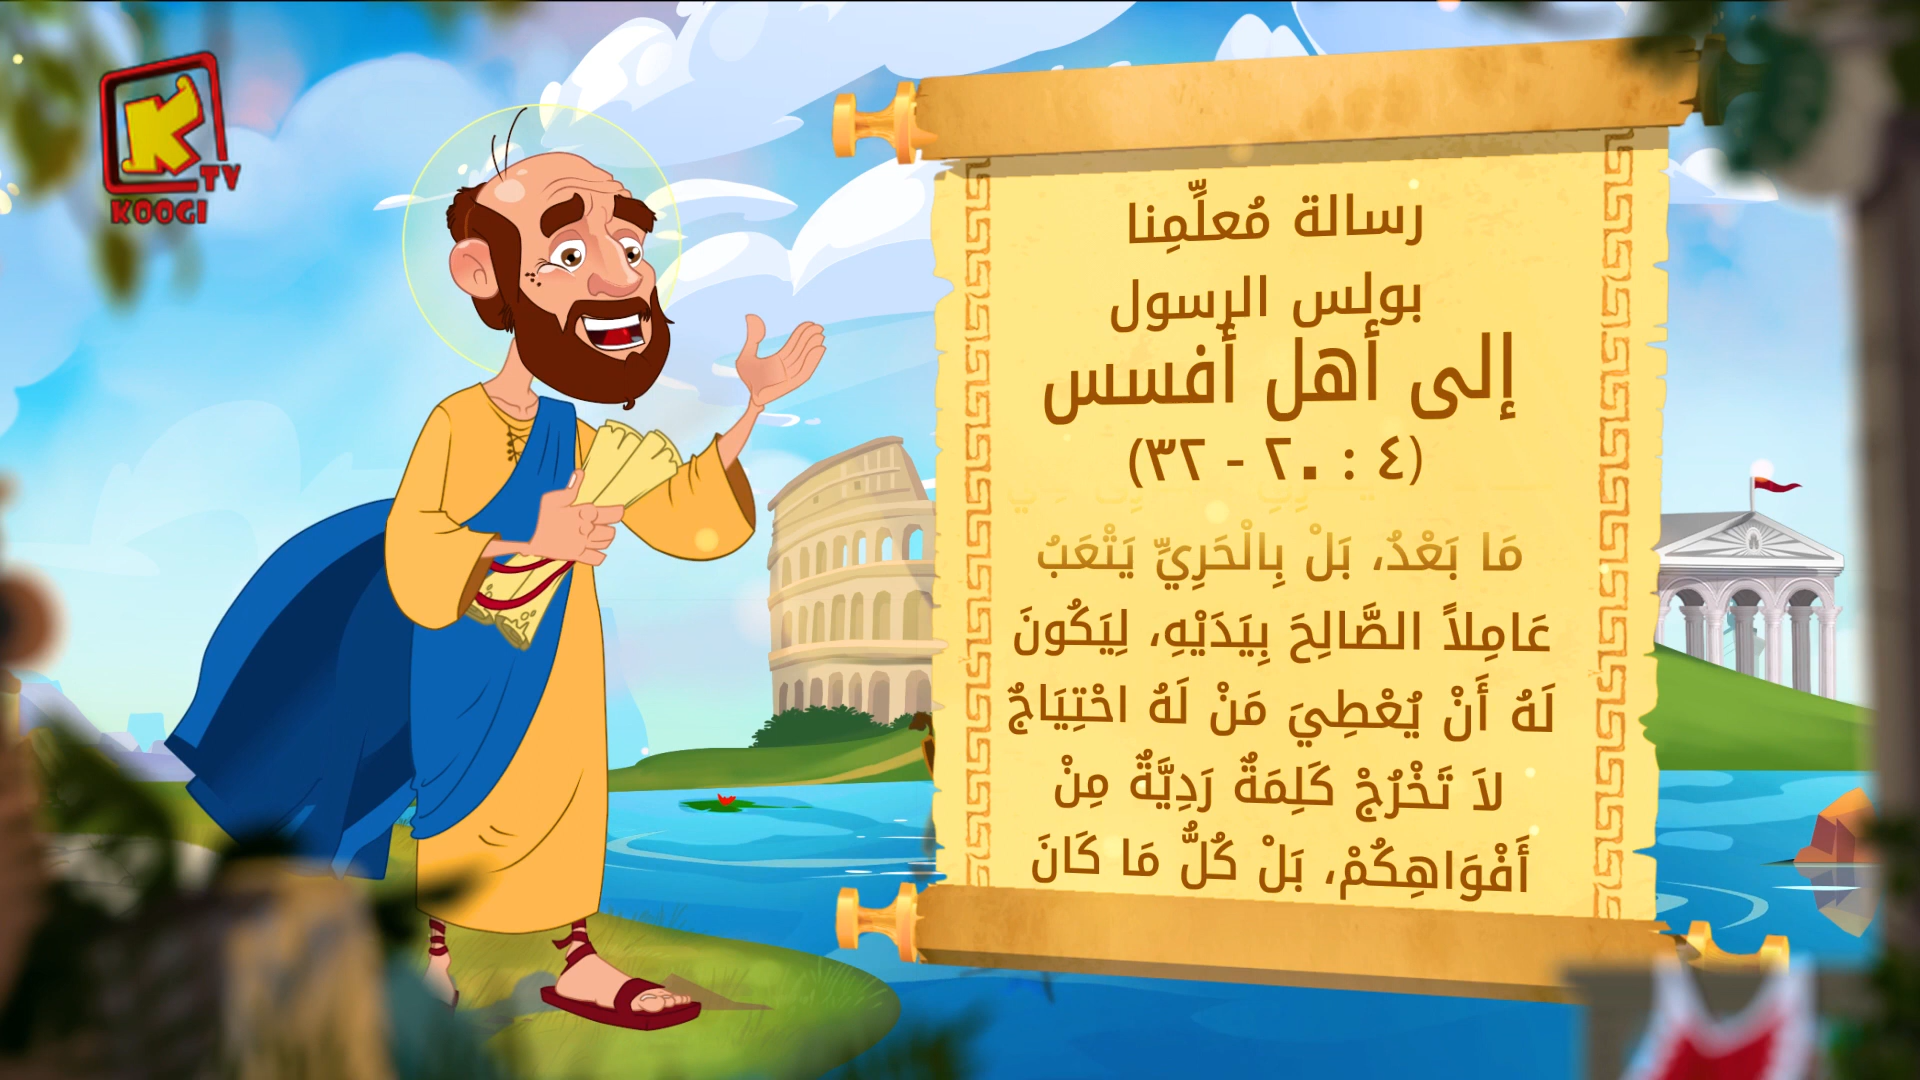 K TV
KOOGI
رسالة مُعلِّمِنا
بولس الرسول
إلى أهل أفسس
(٤ : ٢٠ - ٣٢)
مَا بَعْدُ، بَلْ بِالْحَرِيِّ يَتْعَبُ
عَامِلاً الصَّالِحَ بِيَدَيْهِ، لِيَكُونَ
لَهُ أَنْ يُعْطِيَ مَنْ لَهُ احْتِيَاجٌ
لاَ تَخْرُجْ كَلِمَةٌ رَدِيَّةٌ مِنْ
أَفْوَاهِكُمْ، بَلْ كُلُّ مَا كَانَ